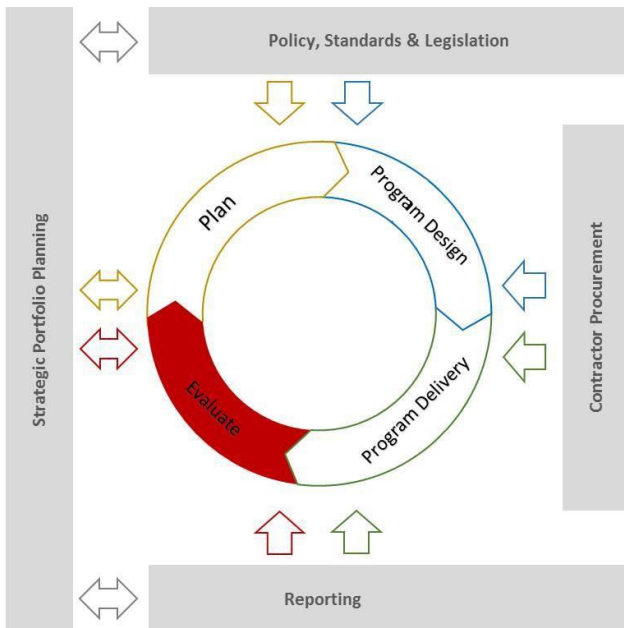 Policy, Standards & Legislation
Strategic Portfolio Planning
Plan
Program Design
Contractor Procurement
Evaluate
Program Delivery
Reporting